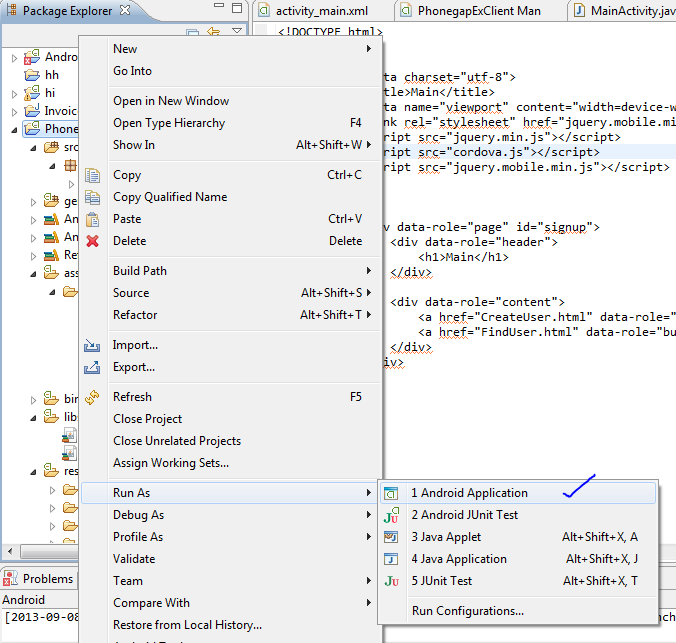 Package Explorer
activity_main.xml
PhonegapExClient Man
MainActivity.jav
<!DOCTYPE html>
Andro
hh
hi
Invoic
Phone
src
ge
An
An
Re
ass
bin
libs
res
New
Go Into
Open in New Window
Open Type Hierarchy F4
Show In Alt+Shift+W
Copy Ctrl+C
Copy Qualified Name
Paste Ctrl+V
Delete Delete
Build Path
Source Alt+Shift+S
Refactor Alt+Shift+T
Import...
Export...
Refresh F5
Close Project
Close Unrelated Projects
Assign Working Sets...
Run As
Debug As
Profile As
Validate
Team
Compare With
Restore from Local History...
ta charset="utf-8">
tle>Main</title>
ta name="viewport" content="width=device-w
nk rel="stylesheet" href="jquery.mobile.mi
ript src="jquery.min.js"></script>
ript src="cordova.js"></script>
ript src="jquery.mobile.min.js"></script>
v data-role="page" id="signup">
<div data-role="header">
<h1>Main</h1>
</div>
<div data-role="content">
<a href="CreateUser.html" data-role="
<a href="FindUser.html" data-role="bu
</div>
iv>
1 Android Application
2 Android JUnit Test
3 Java Applet Alt+Shift+X, A
4 Java Application Alt+Shift+X, J
5 JUnit Test Alt+Shift+X, T
Run Configurations...
Problems
Android
[2013-09-08
nch